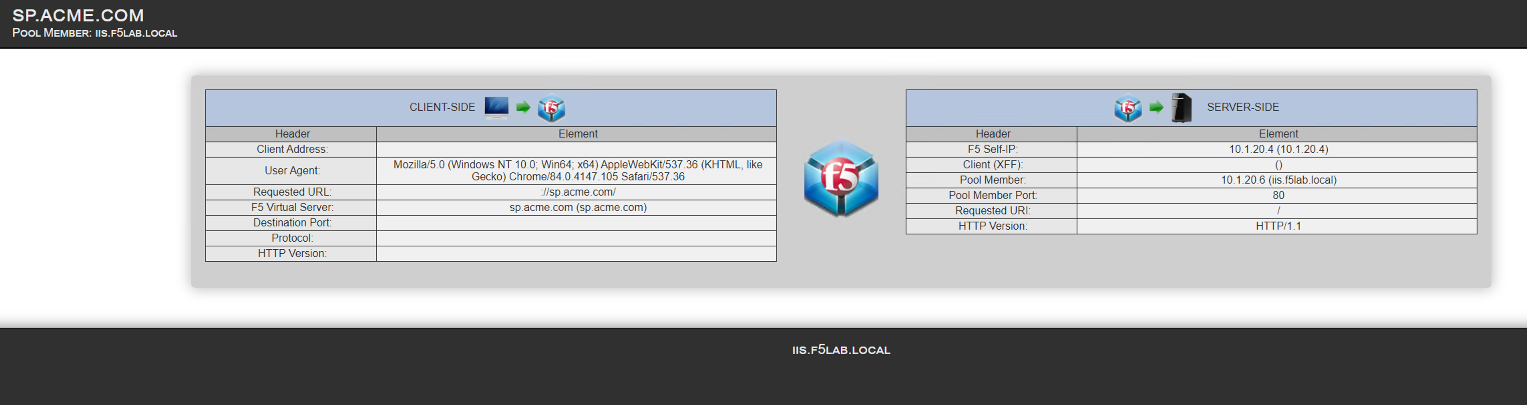 SP.ACME.COM
POOL MEMBER: IIS.F5LAB.LOCAL
CLIENT-SIDE
Header Element
Client Address:
User Agent: Mozilla/5.0 (Windows NT 10.0; Win64; x64) AppleWebKit/537.36 (KHTML, like
Gecko) Chrome/84.0.4147.105 Safari/537.36
Requested URL: ://sp.acme.com/
F5 Virtual Server: sp.acme.com (sp.acme.com)
Destination Port:
Protocol:
HTTP Version:
f5
SERVER-SIDE
Header Element
F5 Self-IP: 10.1.20.4 (10.1.20.4)
Client (XFF): ()
Pool Member: 10.1.20.6 (iis.f5lab.local)
Pool Member Port: 80
Requested URI: /
HTTP Version: HTTP/1.1
IIS.F5LAB.LOCAL